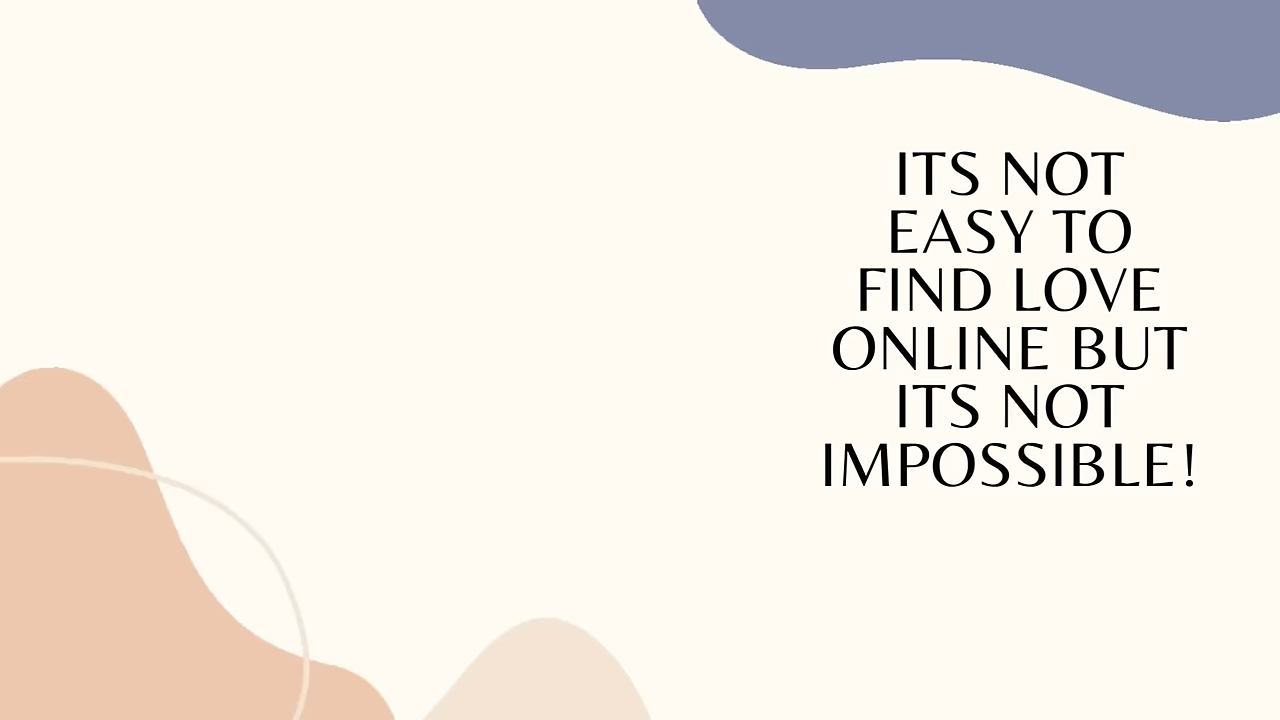 ITS NOT
EASY TO
FIND LOVE
ONLINE BUT
ITS NOT
IMPOSSIBLE!